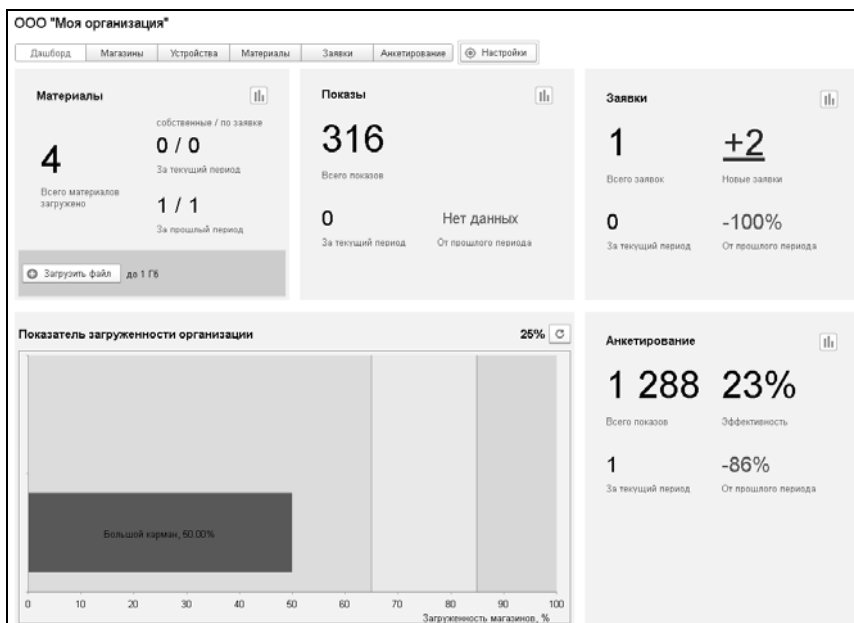 ООО "Моя организация"
Дашборд Магазины Устройства Материалы Заявки Анкетирование Настройки
Материалы
собственные / по заявке
4
Всего материалов
загружено
0 / 0
За текущий период
1 / 1
За прошлый период
Загрузить файл до 1 Гб
Показы
316
Всего показов
0
За текущий период
Нет данных
От прошлого периода
Заявки
1
Всего заявок
+2
Новые заявки
0
За текущий период
-100%
От прошлого периода
Показатель загруженности организации 25%
Большой карман, 50.00%
0 10 20 30 40 50 60 70 80 90 100
Загруженность магазинов, %
Анкетирование
1 288
Всего показов
23%
Эффективность
1
За текущий период
-86%
От прошлого периода